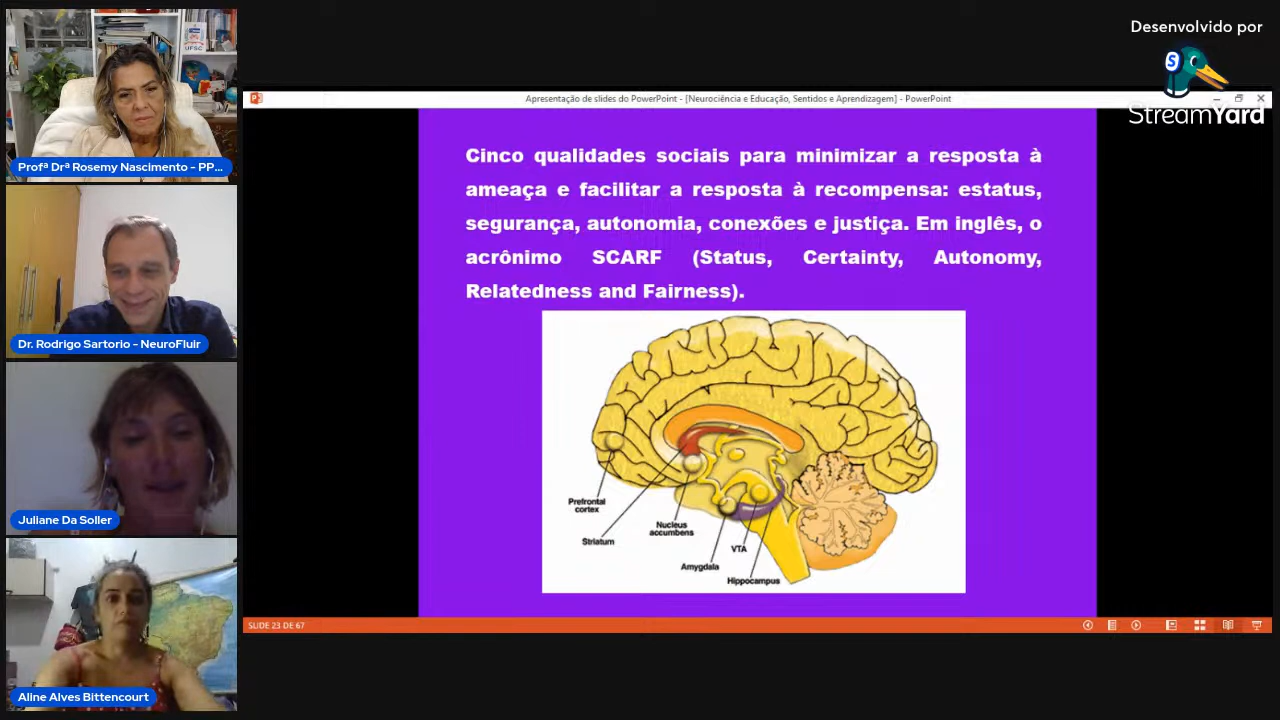 Desenvolvido por
StreamYard
Apresentação de slides do PowerPoint - [Neurociência e Educação, Sentidos e Aprendizagem] - PowerPoint
Cinco qualidades sociais para minimizar a resposta à
ameaça e facilitar a resposta à recompensa: estatus,
segurança, autonomia, conexões e justiça. Em inglês, o
acrônimo SCARF (Status, Certainty, Autonomy,
Relatedness and Fairness).
Prefrontal
cortex
Striatum
Nucleus
accumbens
Amygdala
VTA
Hippocampus
SLIDE 23 DE 67
UFSC
Profª Drª Rosemy Nascimento - PP...
Dr. Rodrigo Sartorio - NeuroFluir
Juliane Da Soller
Aline Alves Bittencourt